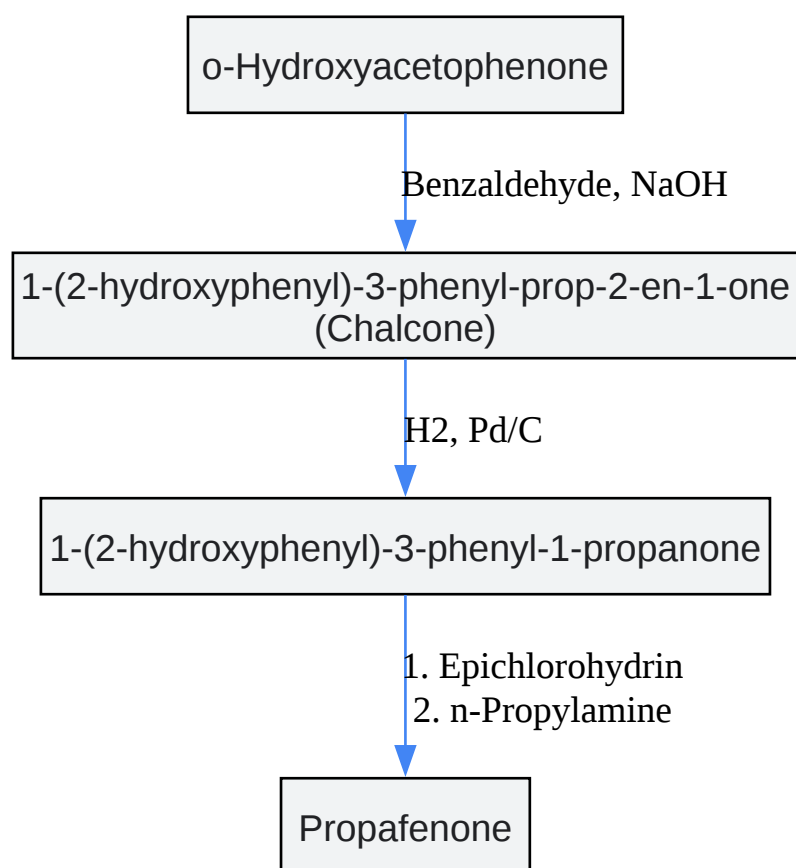 o-Hydroxyacetophenone
Benzaldehyde, NaOH
1-(2-hydroxyphenyl)-3-phenyl-prop-2-en-1-one
(Chalcone)
H2, Pd/C
1-(2-hydroxyphenyl)-3-phenyl-1-propanone
1. Epichlorohydrin
2. n-Propylamine
Propafenone